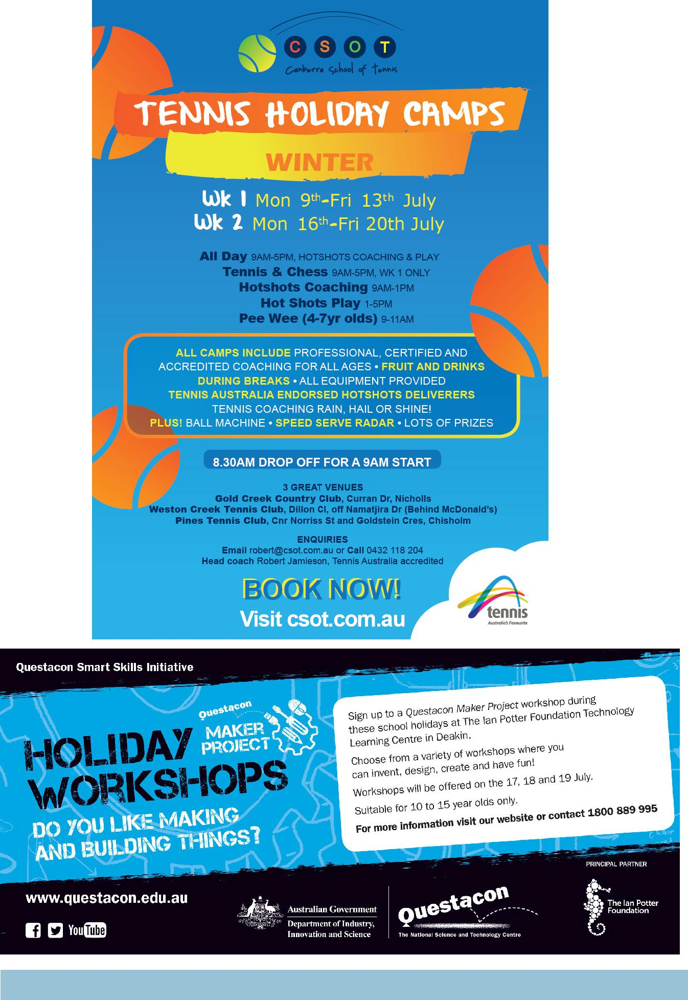 C S O T
Canberra School of Tennis
TENNIS HOLIDAY CAMPS
WINTER
Wk 1 Mon 9th-Fri 13th July
Wk 2 Mon 16th-Fri 20th July
All Day 9AM-5PM, HOTSHOTS COACHING & PLAY
Tennis & Chess 9AM-5PM, WK 1 ONLY
Hotshots Coaching 9AM-1PM
Hot Shots Play 1-5PM
Pee Wee (4-7yr olds) 9-11AM
ALL CAMPS INCLUDE PROFESSIONAL, CERTIFIED AND
ACCREDITED COACHING FOR ALL AGES • FRUIT AND DRINKS
DURING BREAKS • ALL EQUIPMENT PROVIDED
TENNIS AUSTRALIA ENDORSED HOTSHOTS DELIVERERS
TENNIS COACHING RAIN, HAIL OR SHINE!
PLUS! BALL MACHINE • SPEED SERVE RADAR • LOTS OF PRIZES
8.30AM DROP OFF FOR A 9AM START
3 GREAT VENUES
Gold Creek Country Club, Curran Dr, Nicholls
Weston Creek Tennis Club, Dillon Cl, off Namatjira Dr (Behind McDonald's)
Pines Tennis Club, Cnr Norriss St and Goldstein Cres, Chisholm
ENQUIRIES
Email robert@csot.com.au or Call 0432 118 204
Head coach Robert Jamieson, Tennis Australia accredited
BOOK NOW!
Visit csot.com.au
tennis
Australia's Favourite
Questacon Smart Skills Initiative
Questacon
MAKER
PROJECT
HOLIDAY
WORKSHOPS
DO YOU LIKE MAKING
AND BUILDING THINGS?
Sign up to a Questacon Maker Project workshop during
these school holidays at The Ian Potter Foundation Technology
Learning Centre in Deakin.
Choose from a variety of workshops where you
can invent, design, create and have fun!
Workshops will be offered on the 17, 18 and 19 July.
Suitable for 10 to 15 year olds only.
For more information visit our website or contact 1800 889 995
Chair
www.questacon.edu.au
YouTube
Australian Government
Department of Industry,
Innovation and Science
Questacon
The National Science and Technology Centre
PRINCIPAL PARTNER
The Ian Potter
Foundation